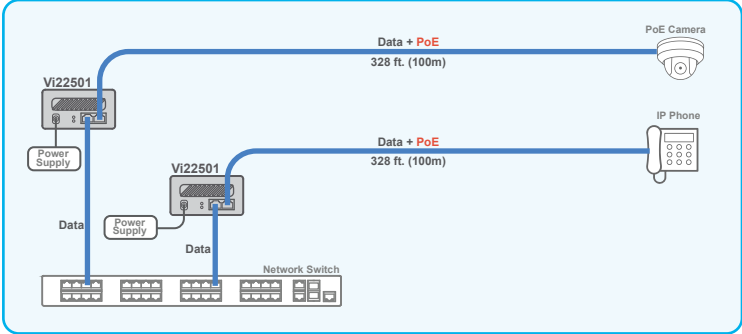 PoE Camera
Data + PoE
328 ft. (100m)
Vi22501
IP Phone
Data + PoE
328 ft. (100m)
Power
Supply
Vi22501
Data
Power
Supply
Data
Network Switch